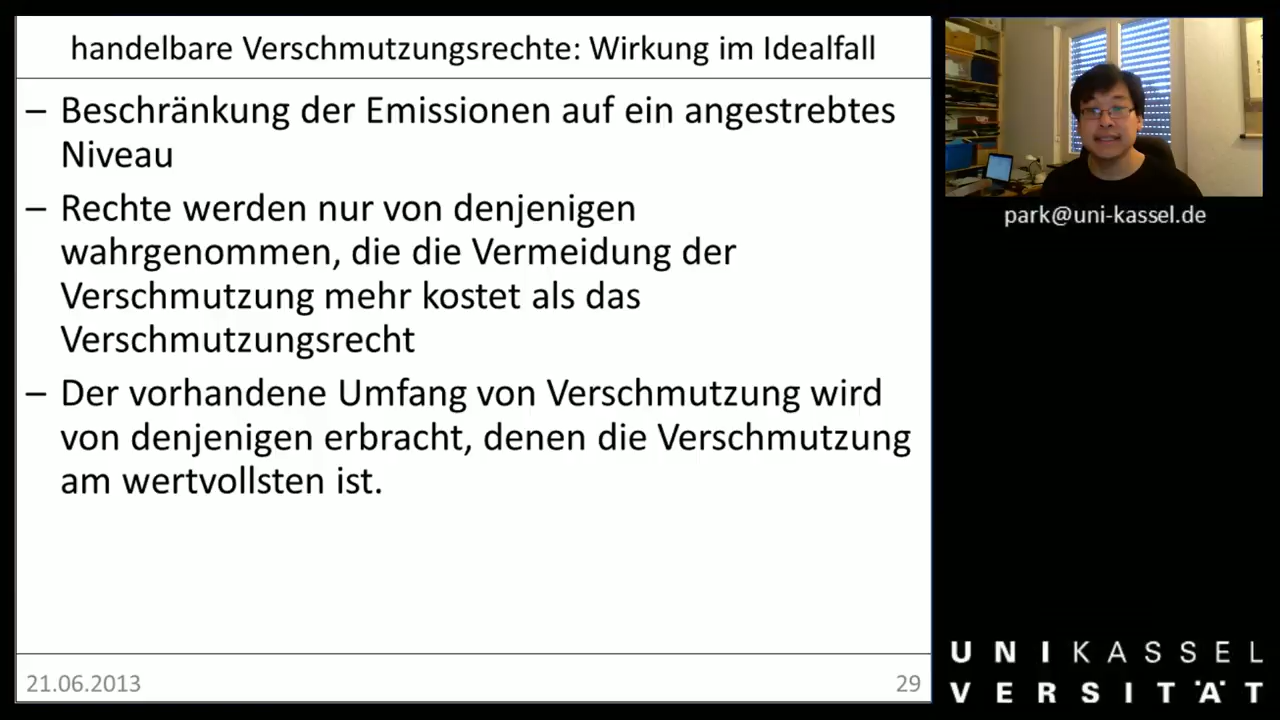 handelbare Verschmutzungsrechte: Wirkung im Idealfall
– Beschränkung der Emissionen auf ein angestrebtes
Niveau
– Rechte werden nur von denjenigen
wahrgenommen, die die Vermeidung der
Verschmutzung mehr kostet als das
Verschmutzungsrecht
– Der vorhandene Umfang von Verschmutzung wird
von denjenigen erbracht, denen die Verschmutzung
am wertvollsten ist.
21.06.2013
29
park@uni-kassel.de
UNIKASSEL
VERSITÄT